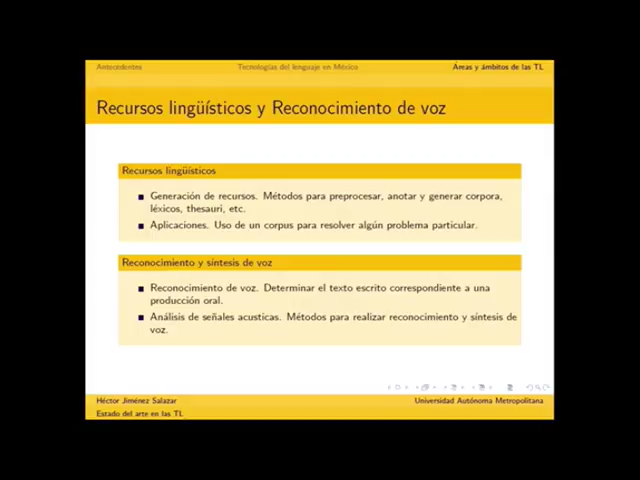 Antecedentes Tecnologías del lenguaje en México Áreas y ámbitos de las TL
Recursos lingüísticos y Reconocimiento de voz
Recursos lingüísticos
Generación de recursos. Métodos para preprocesar, anotar y generar corpora,
léxicos, thesauri, etc.
Aplicaciones. Uso de un corpus para resolver algún problema particular.
Reconocimiento y síntesis de voz
Reconocimiento de voz. Determinar el texto escrito correspondiente a una
producción oral.
Análisis de señales acusticas. Métodos para realizar reconocimiento y síntesis de
voz.
Héctor Jiménez Salazar Universidad Autónoma Metropolitana
Estado del arte en las TL